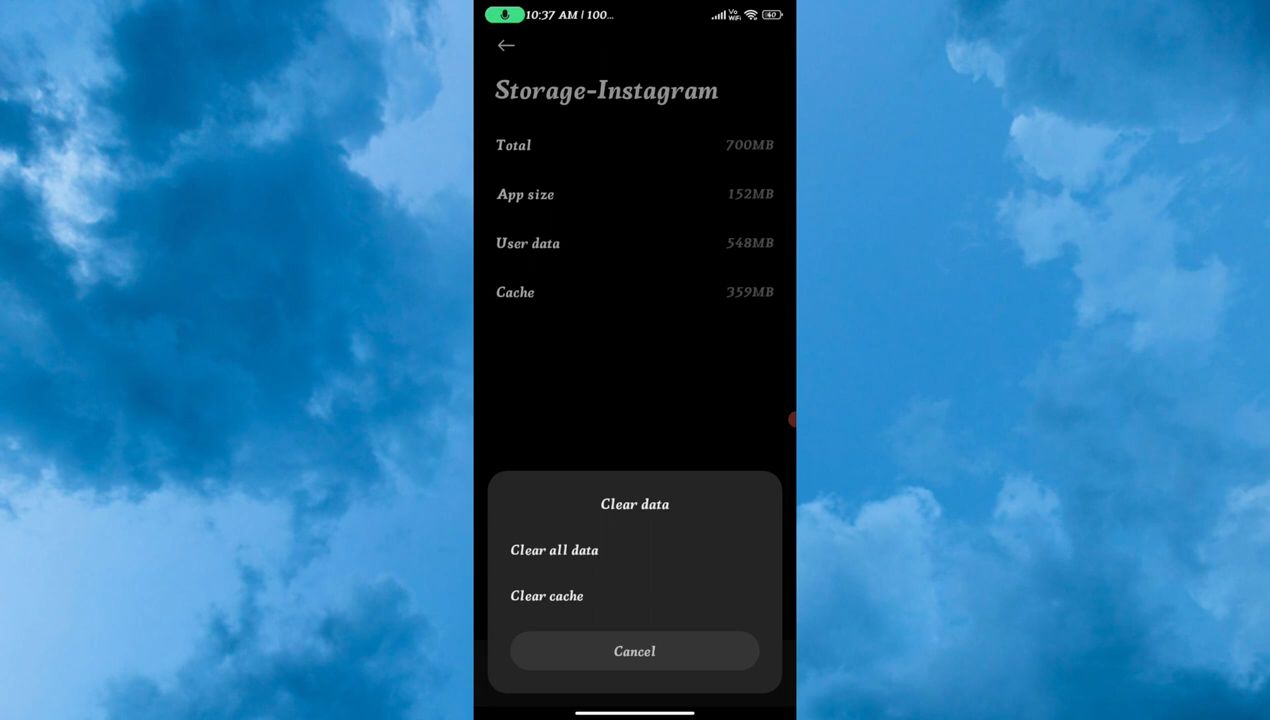 10:37 AM | 100...
Vo
WiFi
40
Storage-Instagram
Total 700MB
App size 152MB
User data 548MB
Cache 359MB
Clear data
Clear all data
Clear cache
Cancel